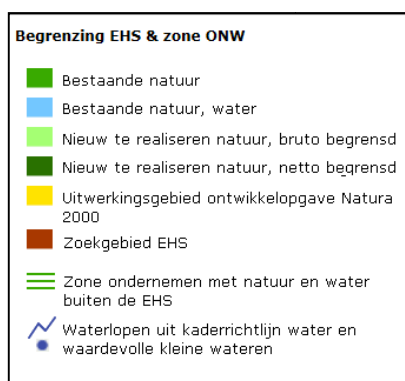 Begrenzing EHS & zone ONW
Bestaande natuur
Bestaande natuur, water
Nieuw te realiseren natuur, bruto begrensd
Nieuw te realiseren natuur, netto begrensd
Uitwerkingsgebied ontwikkelopgave Natura
2000
Zoekgebied EHS
Zone ondernemen met natuur en water
buiten de EHS
Waterlopen uit kaderrichtlijn water en
waardevolle kleine wateren